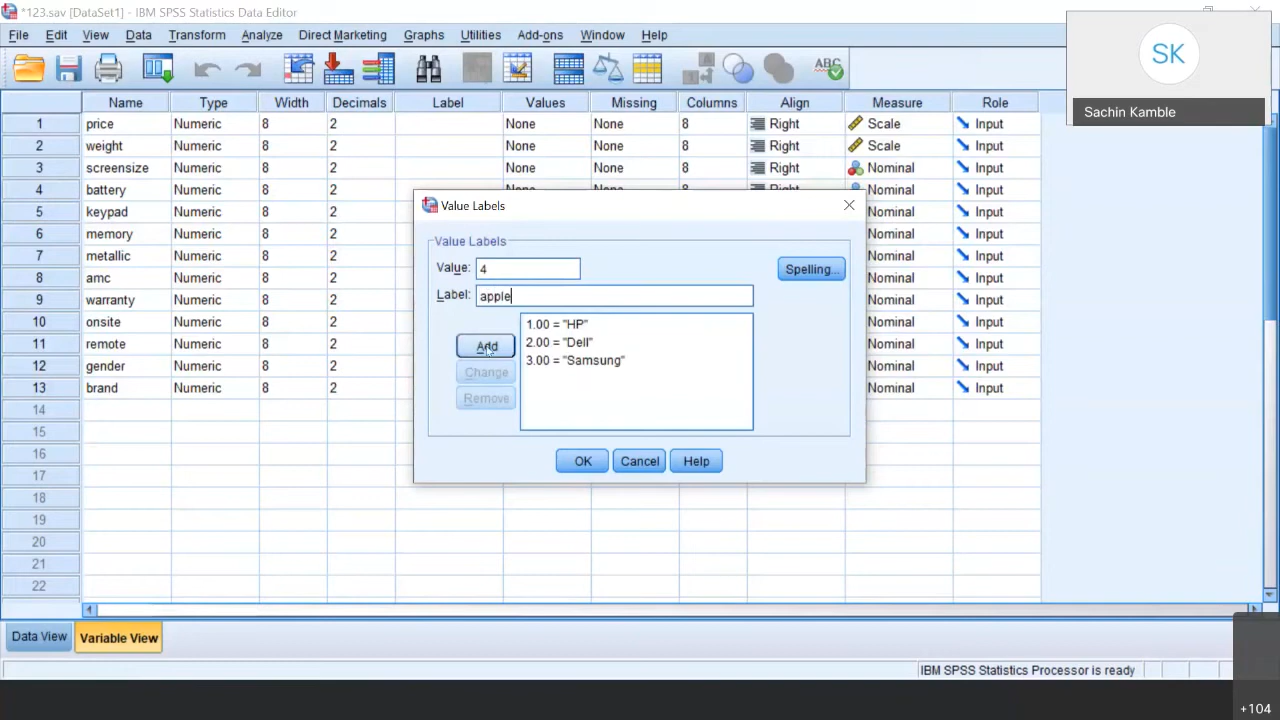 *123.sav [DataSet1] - IBM SPSS Statistics Data Editor
File Edit View Data Transform Analyze Direct Marketing Graphs Utilities Add-ons Window Help
SK
Sachin Kamble
ABC
Name Type Width Decimals Label Values Missing Columns Align Measure Role
1 price Numeric 8 2 None None 8 Right Scale Input
2 weight Numeric 8 2 None None 8 Right Scale Input
3 screensize Numeric 8 2 None None 8 Right Nominal Input
4 battery Numeric 8 2 None None 8 Right Nominal Input
5 keypad Numeric 8 2 Nominal Input
6 memory Numeric 8 2 Nominal Input
7 metallic Numeric 8 2 Nominal Input
8 amc Numeric 8 2 Nominal Input
9 warranty Numeric 8 2 Nominal Input
10 onsite Numeric 8 2 Nominal Input
11 remote Numeric 8 2 Nominal Input
12 gender Numeric 8 2 Nominal Input
13 brand Numeric 8 2 Nominal Input
14
15
16
17
18
19
20
21
22
Value Labels
Value Labels
Value: 4
Spelling...
Label: apple
Add
Change
Remove
1.00 = "HP"
2.00 = "Dell"
3.00 = "Samsung"
OK Cancel Help
Data View Variable View
IBM SPSS Statistics Processor is ready
+104